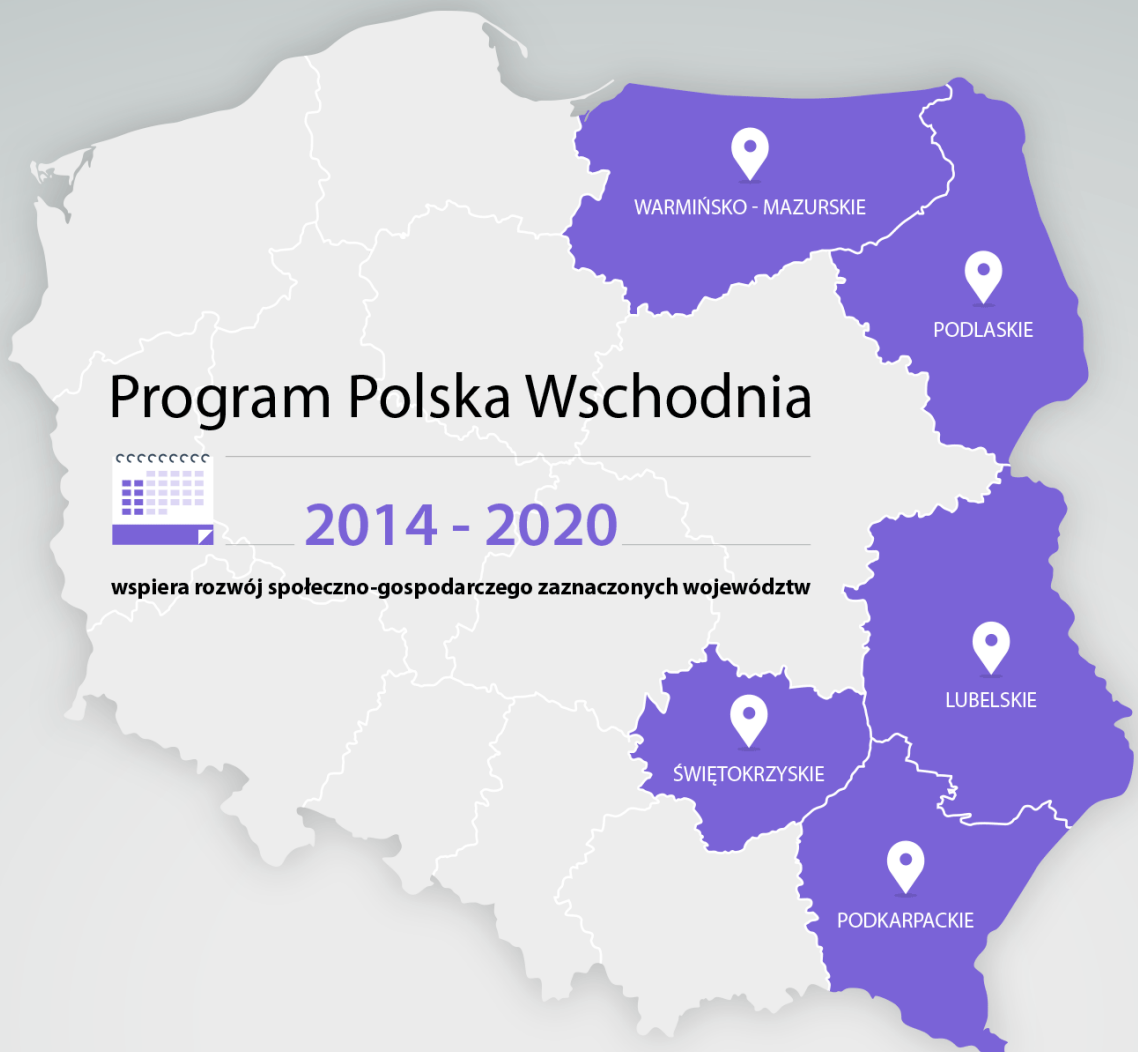 WARMIŃSKO - MAZURSKIE
PODLASKIE
Program Polska Wschodnia
2014 - 2020
wspiera rozwój społeczno-gospodarczego zaznaczonych województw
LUBELSKIE
ŚWIĘTOKRZYSKIE
PODKARPACKIE